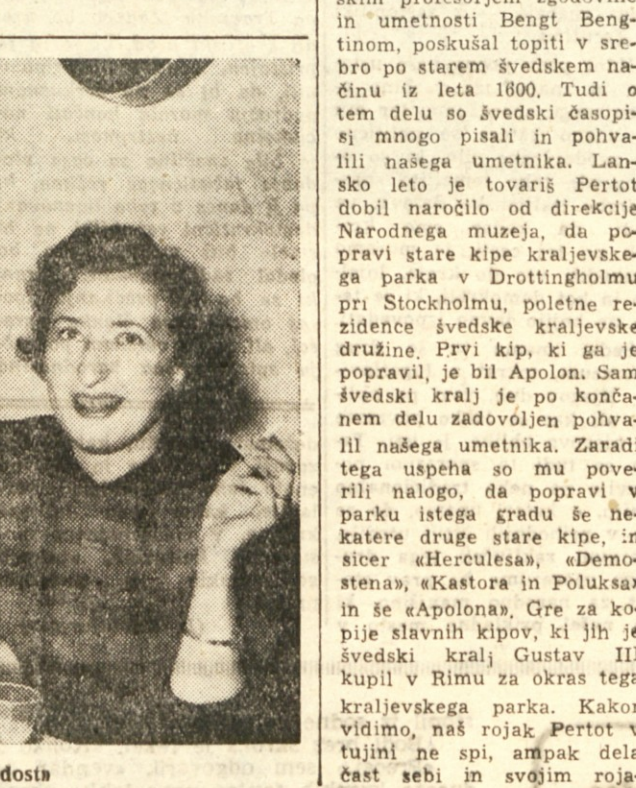 skim profesorjem zgodovine
in umetnosti Bengt Beng-
tinom, poskušal topiti v sre-
bro po starem švedskem na-
činu iz leta 1600. Tudi o
tem delu so švedski časopi-
si mnogo pisali in pohva-
lili našega umetnika. Lan-
sko leto je tovariš Pertot
dobil naročilo od direkcije
Narodnega muzeja, da po-
pravi stare kipe kraljevske-
ga parka v Drottingholmu
pri Stockholmu, poletne re-
zidence švedske kraljevske
družine. Prvi kip, ki ga je
popravil, je bil Apolon. Sam
švedski kralj je po konča-
nem delu zadovoljen pohva-
lil našega umetnika. Zaradi
tega uspeha so mu pove-
rili nalogo, da popravi v
parku istega gradu še ne-
katere druge stare kipe, in
sicer «Herculesa», «Demo-
stena», «Kastora in Poluksa»
in še «Apolona». Gre za ko-
pije slavnih kipov, ki jih je
švedski kralj Gustav III
kupil v Rimu za okras tega
kraljevskega parka. Kakor
vidimo, naš rojak Pertot v
tujini ne spi, ampak dela
čast sebi in svojim roja-
dost»